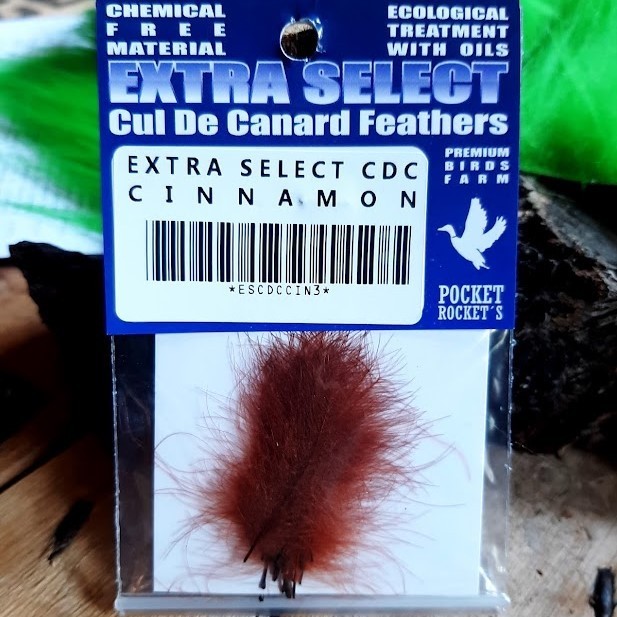 CHEMICAL
FREE
MATERIAL
ECOLOGICAL
TREATMENT
WITH OILS
EXTRA SELECT
Cul De Canard Feathers
EXTRA SELECT CDC
CINNAMON
*ESCDCCIN3*
PREMIUM
BIRDS
FARM
POCKET
ROCKET´S